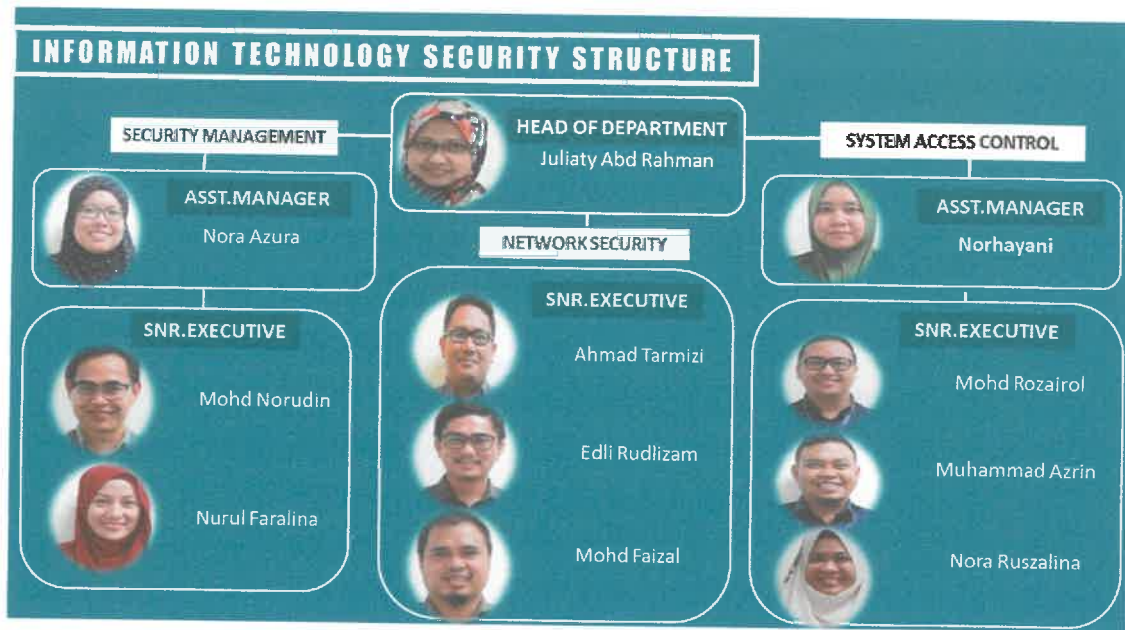 INFORMATION TECHNOLOGY SECURITY STRUCTURE
HEAD OF DEPARTMENT
Juliaty Abd Rahman
SECURITY MANAGEMENT
ASST.MANAGER
Nora Azura
SNR.EXECUTIVE
Mohd Norudin
Nurul Faralina
NETWORK SECURITY
SNR.EXECUTIVE
Ahmad Tarmizi
Edli Rudlizam
Mohd Faizal
SYSTEM ACCESS CONTROL
ASST.MANAGER
Norhayani
SNR.EXECUTIVE
Mohd Rozairol
Muhammad Azrin
Nora Ruszalina